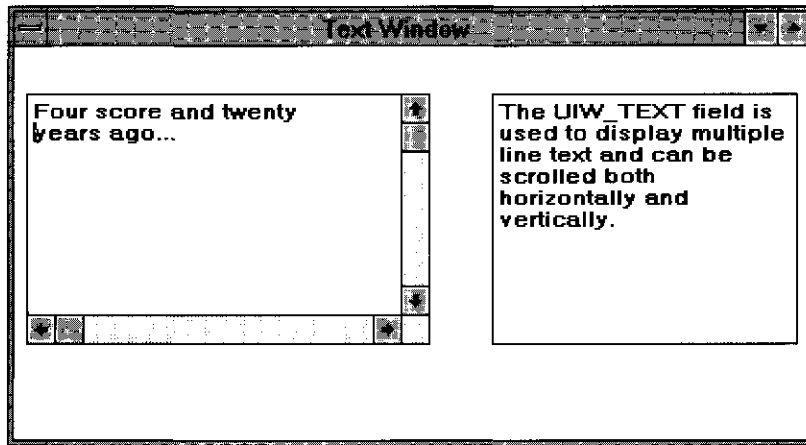 Text Window
Four score and twenty
years ago...
The UIW_TEXT field is
used to display multiple
line text and can be
scrolled both
horizontally and
vertically.